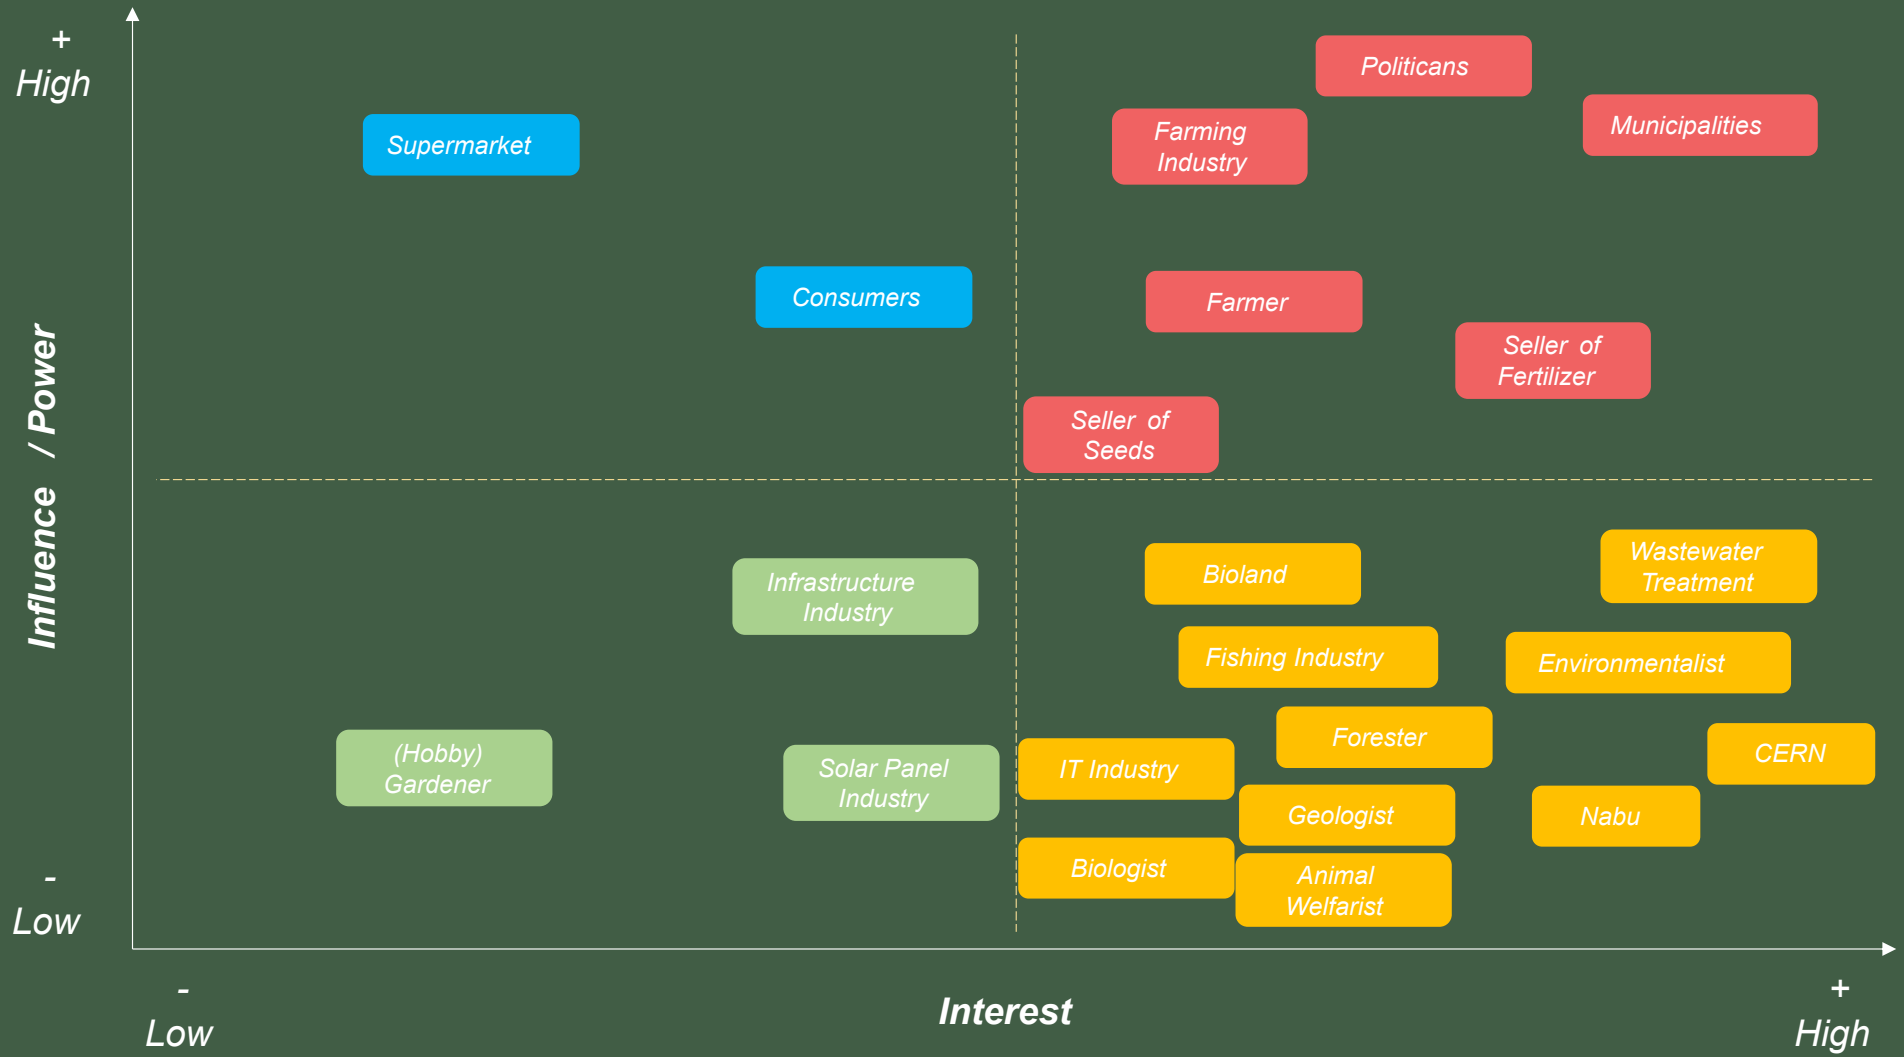 +
High
Politicans
Municipalities
Farming
Industry
Supermarket
Consumers
Farmer
Seller of
Fertilizer
Seller of
Seeds
Influence / Power
Bioland
Wastewater
Treatment
Infrastructure
Industry
Fishing Industry
Environmentalist
Forester
CERN
(Hobby)
Gardener
Solar Panel
Industry
IT Industry
Geologist
Nabu
Biologist
Animal
Welfarist
-
Low
-
Low
Interest
+
High